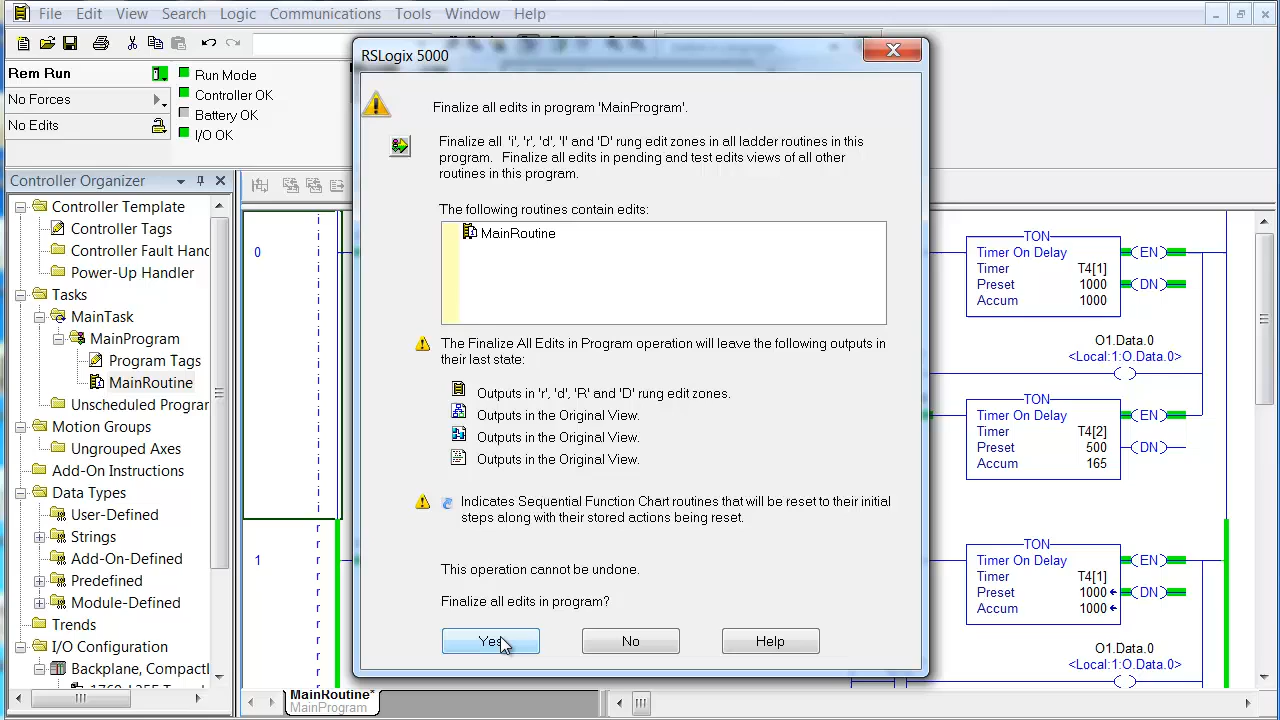 File Edit View Search Logic Communications Tools Window Help
RSLogix 5000
Rem Run
Run Mode
No Forces
Controller OK
Battery OK
No Edits
I/O OK
Finalize all edits in program 'MainProgram'.
Finalize all 'i', 'r', 'd', 'I' and 'D' rung edit zones in all ladder routines in this
program. Finalize all edits in pending and test edits views of all other
routines in this program.
The following routines contain edits:
MainRoutine
The Finalize All Edits in Program operation will leave the following outputs in
their last state:
Outputs in 'r', 'd', 'R' and 'D' rung edit zones.
Outputs in the Original View.
Outputs in the Original View.
Outputs in the Original View.
Indicates Sequential Function Chart routines that will be reset to their initial
steps along with their stored actions being reset.
This operation cannot be undone.
Finalize all edits in program?
Yes
No
Help
Controller Organizer
Controller Template
Controller Tags
Controller Fault Hand
Power-Up Handler
Tasks
MainTask
MainProgram
Program Tags
MainRoutine
Unscheduled Progra
Motion Groups
Ungrouped Axes
Add-On Instructions
Data Types
User-Defined
Strings
Add-On-Defined
Predefined
Module-Defined
Trends
I/O Configuration
Backplane, Compactl
0
1
r
r
r
r
r
r
TON
Timer On Delay
Timer T4[1]
Preset 1000
Accum 1000
EN
DN
O1.Data.0
<Local:1:O.Data.0>
TON
Timer On Delay
Timer T4[2]
Preset 500
Accum 165
EN
DN
TON
Timer On Delay
Timer T4[1]
Preset 1000
Accum 1000
EN
DN
O1.Data.0
<Local:1:O.Data.0>
MainRoutine*
MainProgram